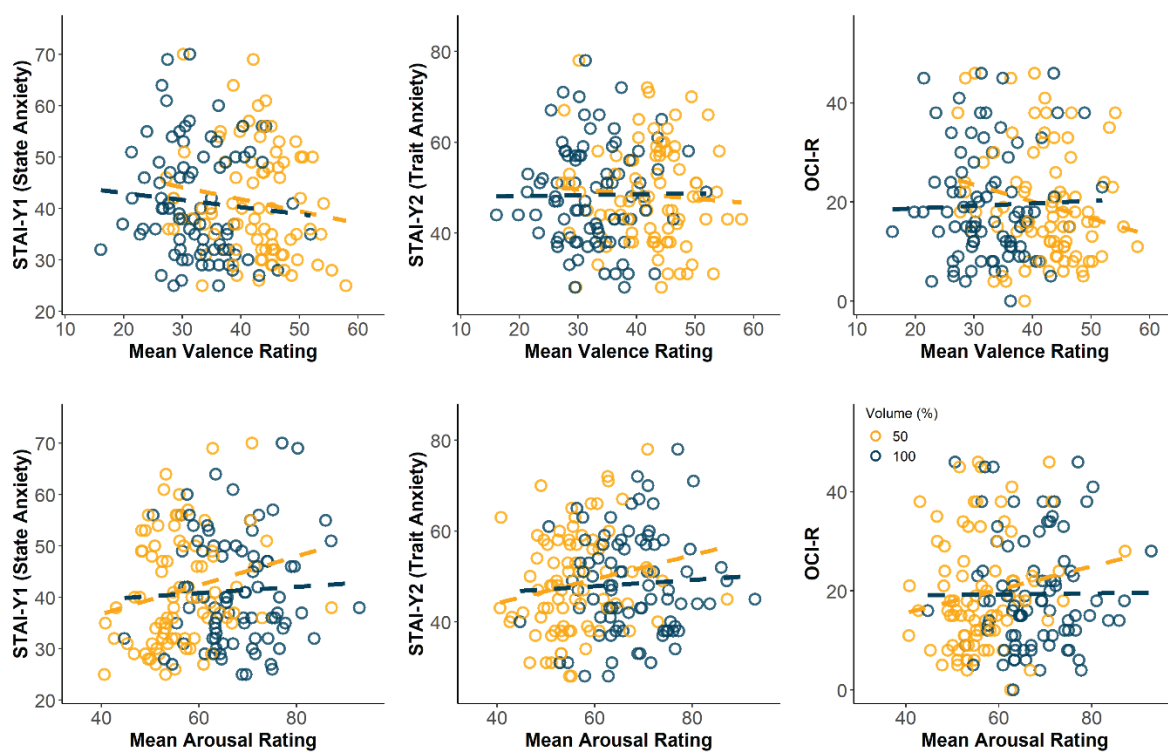 STAI-Y1 (State Anxiety)
70
60
50
40
30
20
10 20 30 40 50 60
Mean Valence Rating
STAI-Y2 (Trait Anxiety)
80
60
40
10 20 30 40 50 60
Mean Valence Rating
OCI-R
40
20
0
10 20 30 40 50 60
Mean Valence Rating
STAI-Y1 (State Anxiety)
70
60
50
40
30
20
40 60 80
Mean Arousal Rating
STAI-Y2 (Trait Anxiety)
80
60
40
40 60 80
Mean Arousal Rating
OCI-R
40
20
0
Volume (%)
50
100
40 60 80
Mean Arousal Rating